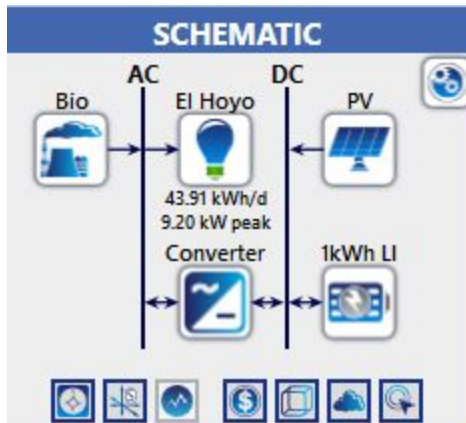 SCHEMATIC
AC DC
Bio El Hoyo PV
43.91 kWh/d
9.20 kW peak
Converter 1kWh LI